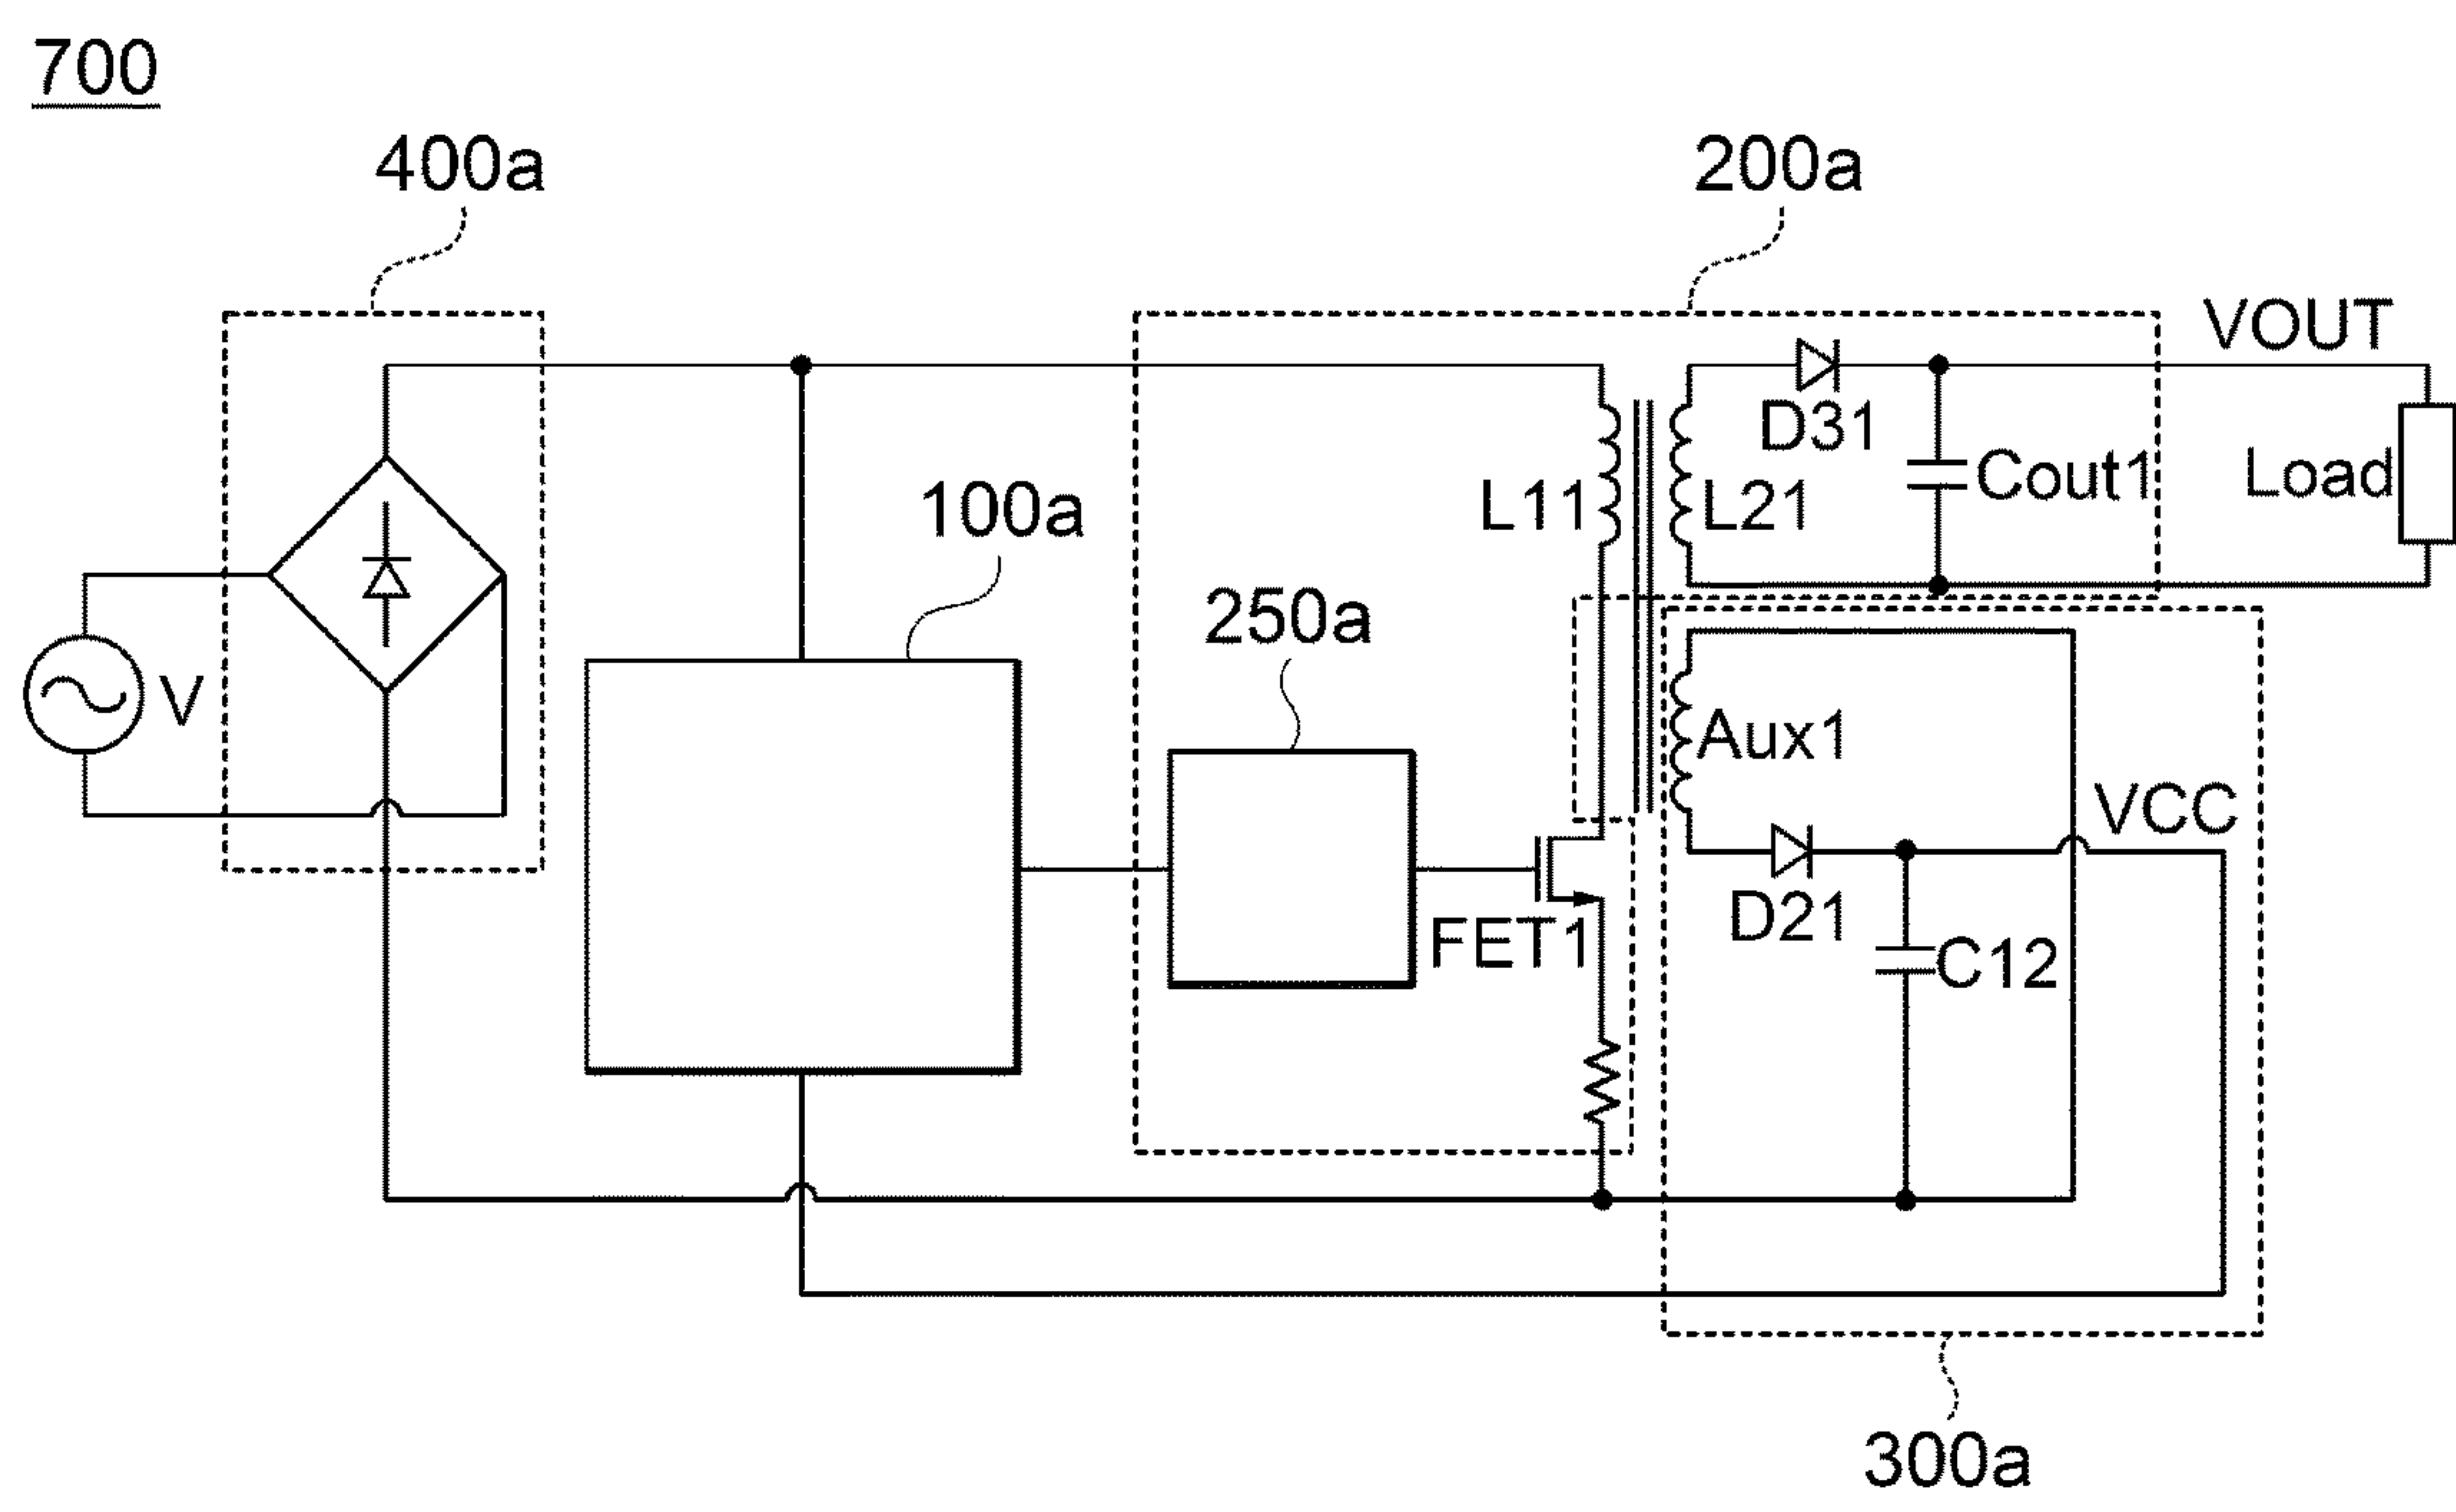 700
400a
200a
VOUT
D31
Cout1
Load
L11
L21
100a
250a
V
Aux1
VCC
D21
FET1
C12
300a